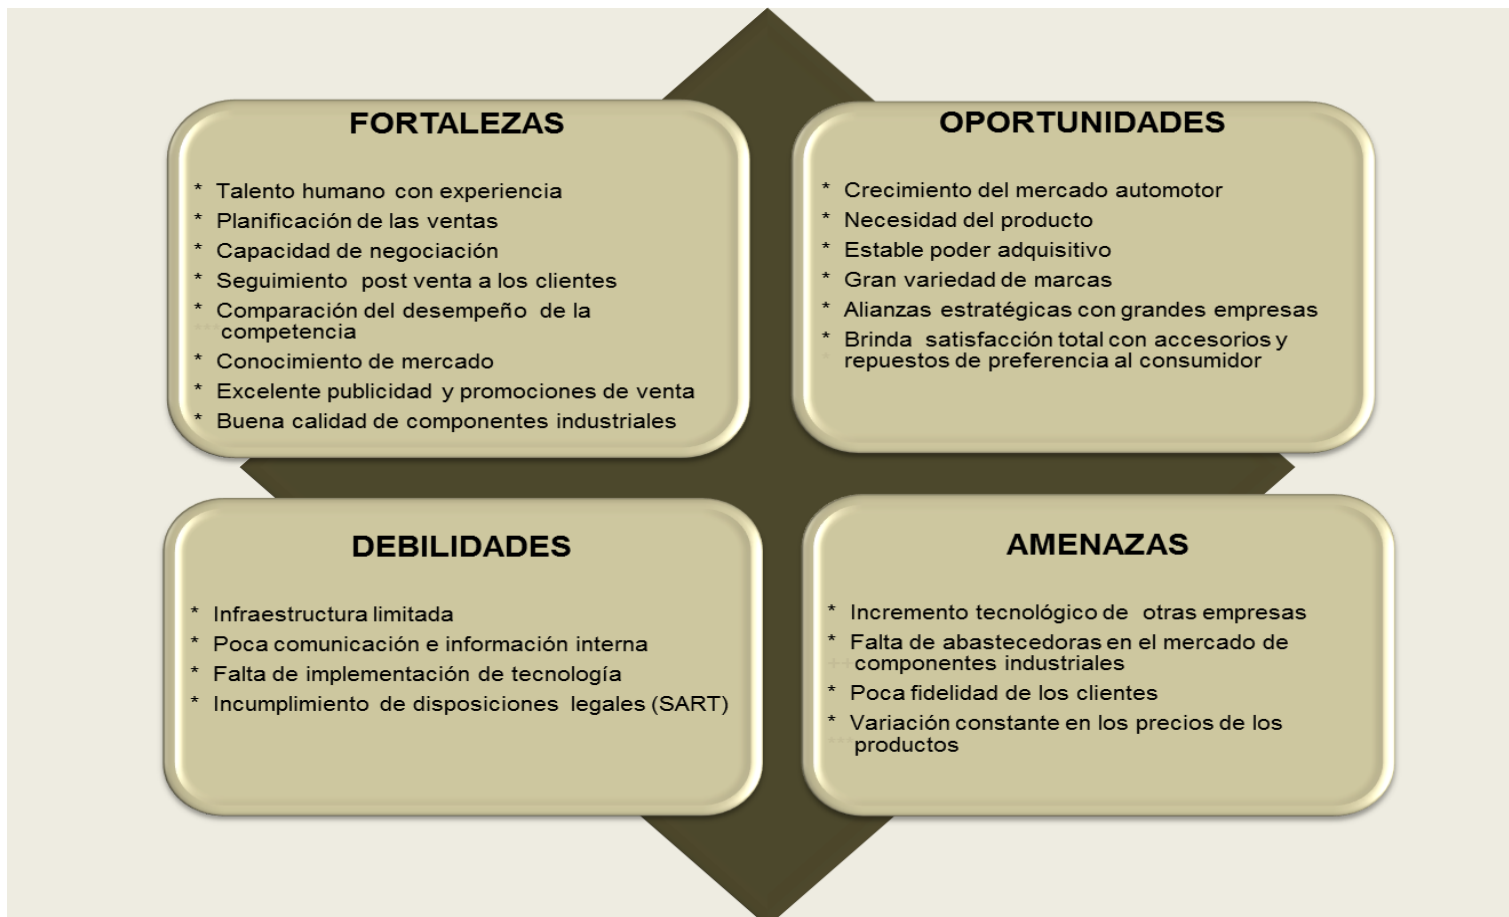 FORTALEZAS
* Talento humano con experiencia
* Planificación de las ventas
* Capacidad de negociación
* Seguimiento post venta a los clientes
* Comparación del desempeño de la
competencia
* Conocimiento de mercado
* Excelente publicidad y promociones de venta
* Buena calidad de componentes industriales
OPORTUNIDADES
* Crecimiento del mercado automotor
* Necesidad del producto
* Estable poder adquisitivo
* Gran variedad de marcas
* Alianzas estratégicas con grandes empresas
* Brinda satisfacción total con accesorios y
repuestos de preferencia al consumidor
DEBILIDADES
* Infraestructura limitada
* Poca comunicación e información interna
* Falta de implementación de tecnología
* Incumplimiento de disposiciones legales (SART)
AMENAZAS
* Incremento tecnológico de otras empresas
* Falta de abastecedoras en el mercado de
++componentes industriales
* Poca fidelidad de los clientes
* Variación constante en los precios de los
productos